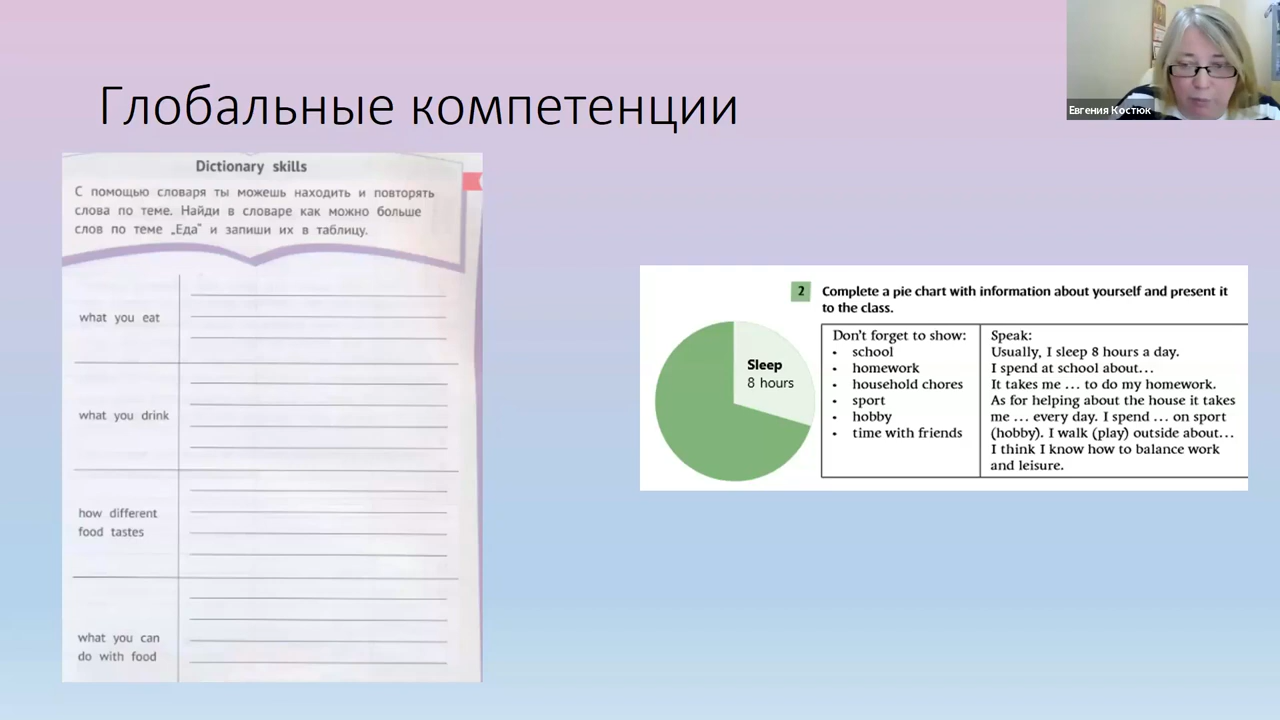 Глобальные компетенции
Евгения Костюк
Dictionary skills
С помощью словаря ты можешь находить и повторять
слова по теме. Найди в словаре как можно больше
слов по теме „Еда“ и запиши их в таблицу.
what you eat
what you drink
how different
food tastes
what you can
do with food
2 Complete a pie chart with information about yourself and present it
to the class.
Sleep
8 hours
Don't forget to show:
• school
• homework
• household chores
• sport
• hobby
• time with friends
Speak:
Usually, I sleep 8 hours a day.
I spend at school about…
It takes me … to do my homework.
As for helping about the house it takes
me … every day. I spend … on sport
(hobby). I walk (play) outside about…
I think I know how to balance work
and leisure.